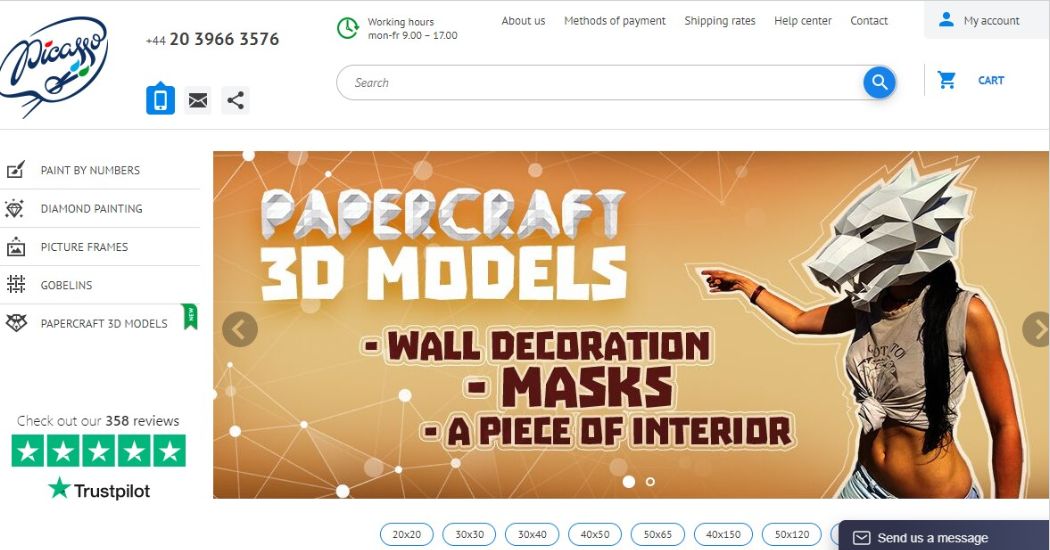 Picasso
+44 20 3966 3576
Working hours
mon-fr 9.00 – 17.00
About us
Methods of payment
Shipping rates
Help center
Contact
My account
Search
CART
PAINT BY NUMBERS
DIAMOND PAINTING
PICTURE FRAMES
GOBELINS
PAPERCRAFT 3D MODELS
NEW
Check out our 358 reviews
Trustpilot
PAPERCRAFT
3D MODELS
- WALL DECORATION
- MASKS
- A PIECE OF INTERIOR
20x20
30x30
30x40
40x50
50x65
40x150
50x120
Send us a message